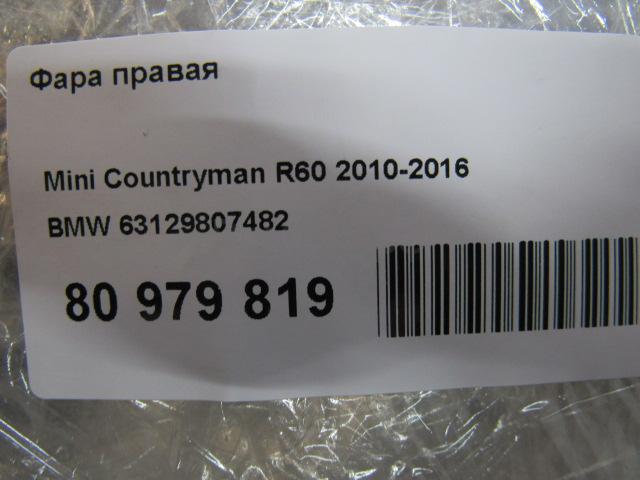 Фара правая
Mini Countryman R60 2010-2016
BMW 63129807482
80 979 819